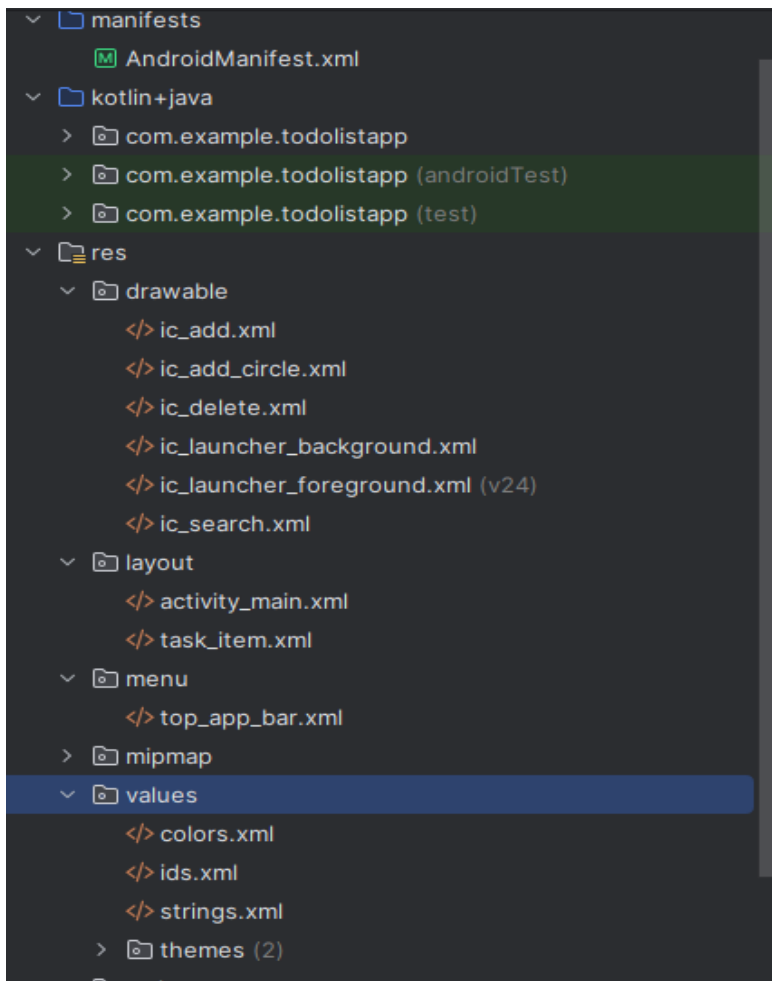 manifests
AndroidManifest.xml
kotlin+java
com.example.todolistapp
com.example.todolistapp (androidTest)
com.example.todolistapp (test)
res
drawable
</> ic_add.xml
</> ic_add_circle.xml
</> ic_delete.xml
</> ic_launcher_background.xml
</> ic_launcher_foreground.xml (v24)
</> ic_search.xml
layout
</> activity_main.xml
</> task_item.xml
menu
</> top_app_bar.xml
mipmap
values
</> colors.xml
</> ids.xml
</> strings.xml
themes (2)